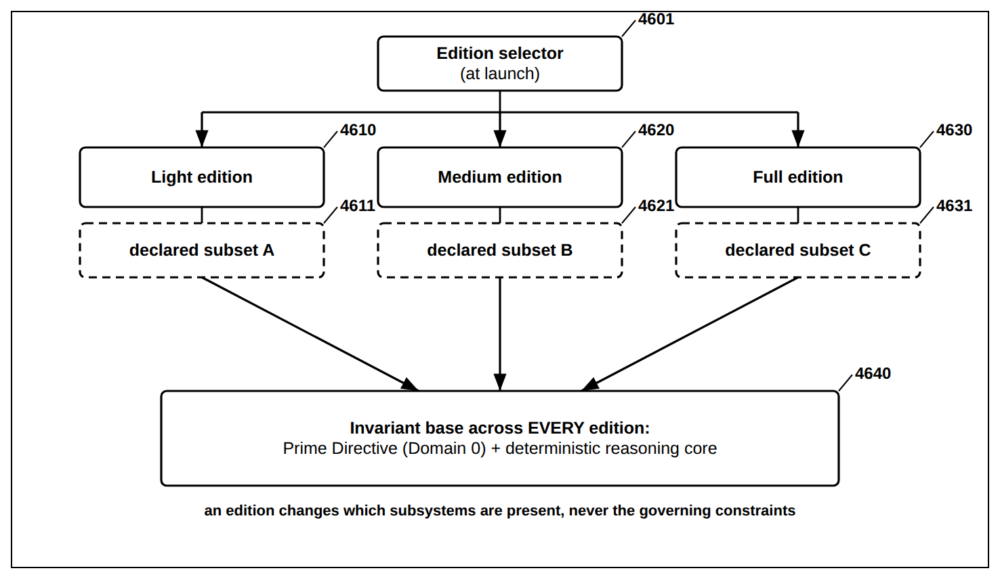 4601
Edition selector
(at launch)
4610
4620
4630
Light edition
Medium edition
Full edition
4611
4621
4631
declared subset A
declared subset B
declared subset C
4640
Invariant base across EVERY edition:
Prime Directive (Domain 0) + deterministic reasoning core
an edition changes which subsystems are present, never the governing constraints